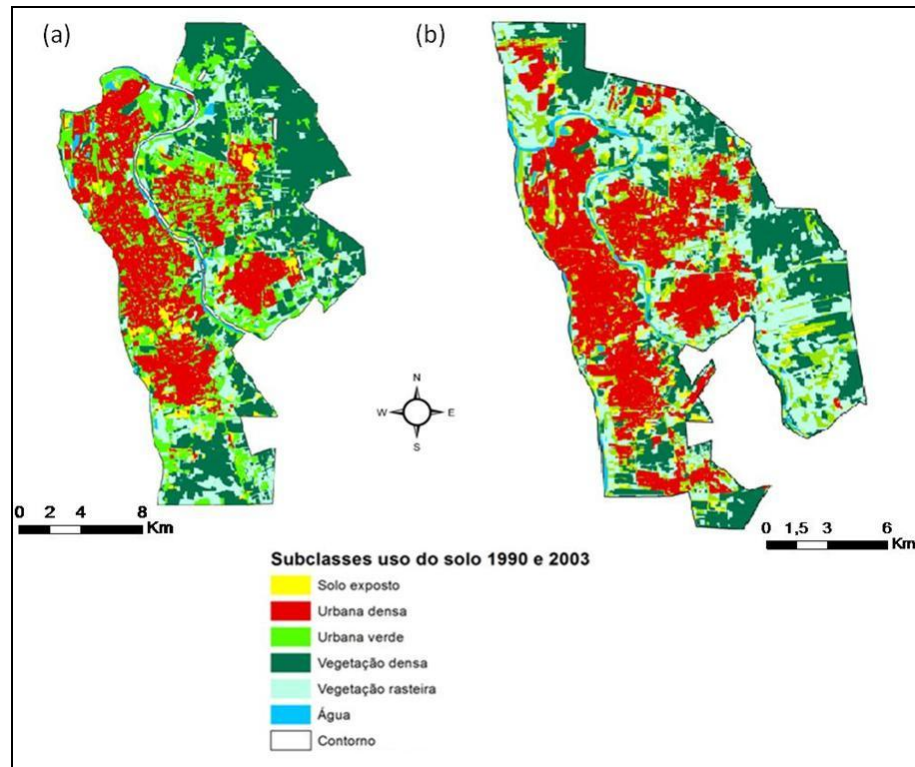 (a)
(b)
N
W E
S
0 2 4 8
Km
0 1,5 3 6
Km
Subclasses uso do solo 1990 e 2003
Solo exposto
Urbana densa
Urbana verde
Vegetação densa
Vegetação rasteira
Água
Contorno